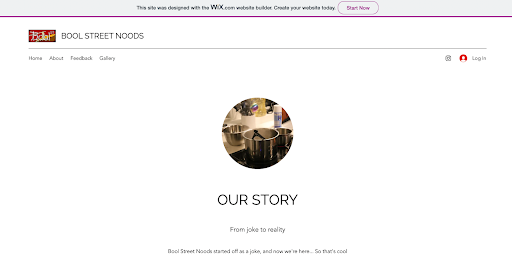 This site was designed with the WiX.com website builder. Create your website today. Start Now
BOOL STREET NOODS
Home About Feedback Gallery Log In
OUR STORY
From joke to reality
Bool Street Noods started off as a joke, and now we're here... So that's cool